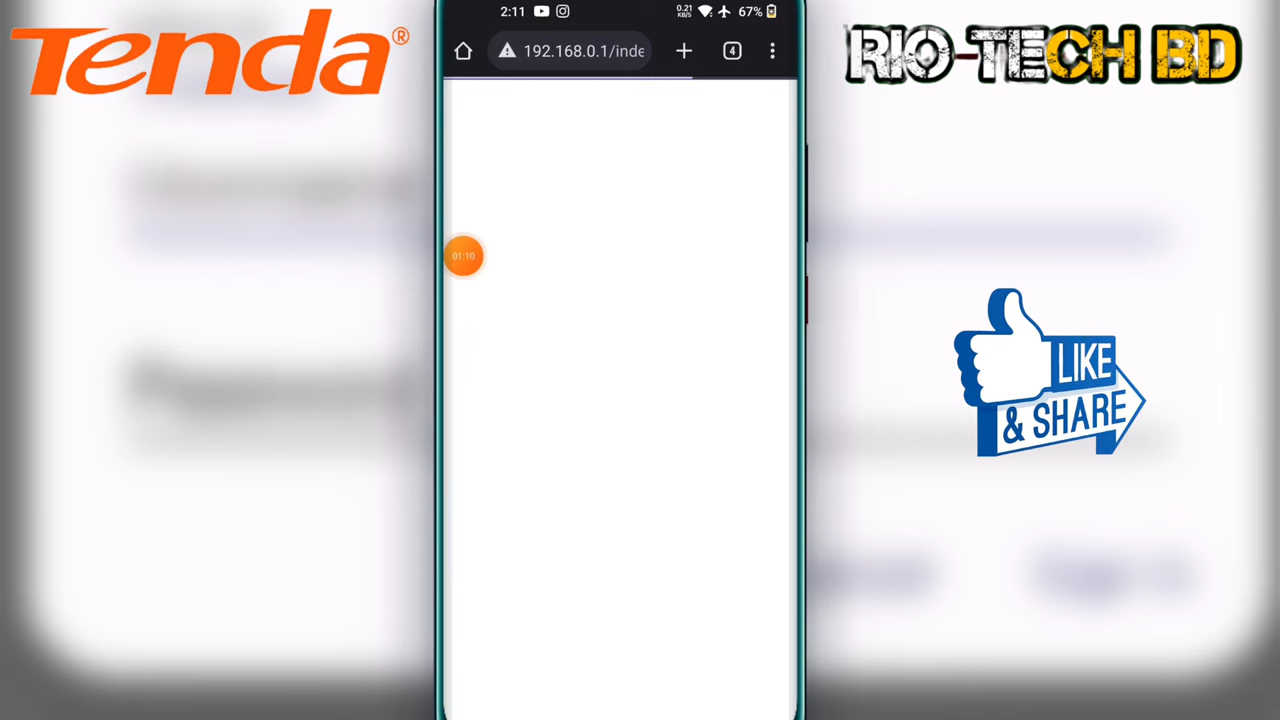 Tenda®
2:11
0.21
KB/S
67%
192.168.0.1/inde
4
RIO-TECH BD
01:10
LIKE
& SHARE